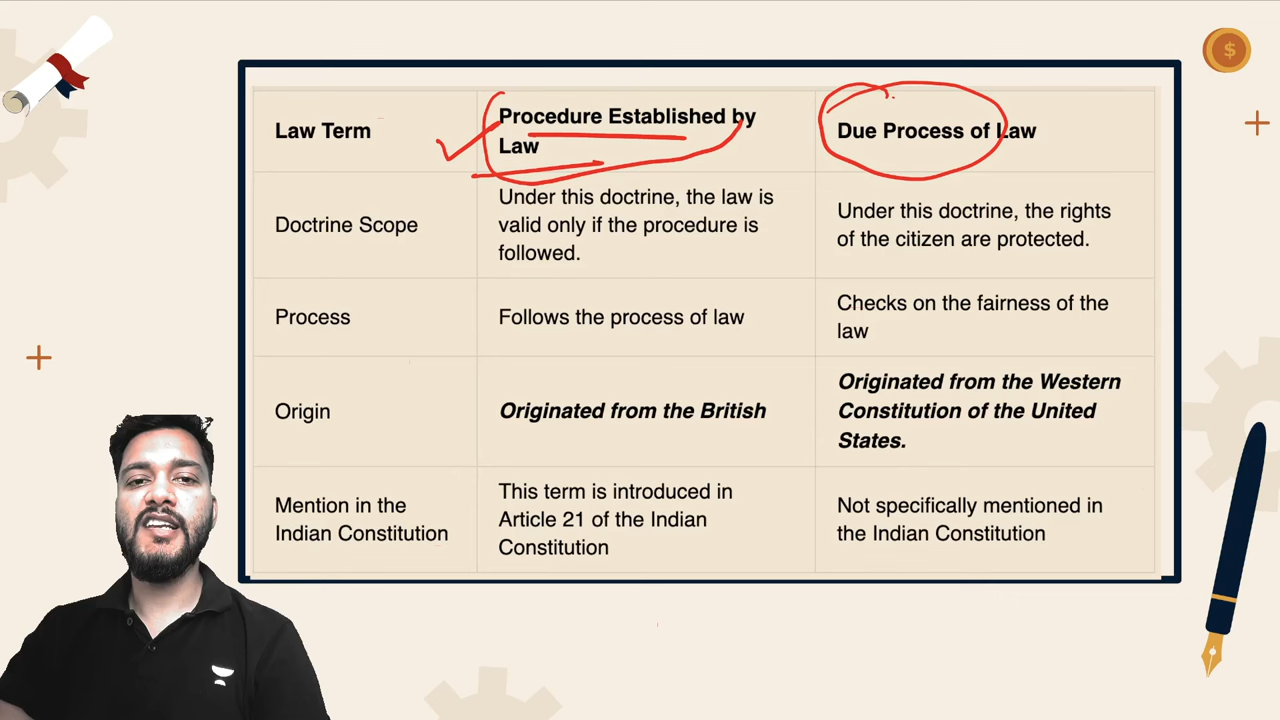 Law Term
Procedure Established by
Law
Due Process of Law
Doctrine Scope
Under this doctrine, the law is
valid only if the procedure is
followed.
Under this doctrine, the rights
of the citizen are protected.
Process
Follows the process of law
Checks on the fairness of the
law
Origin
Originated from the British
Originated from the Western
Constitution of the United
States.
Mention in the
Indian Constitution
This term is introduced in
Article 21 of the Indian
Constitution
Not specifically mentioned in
the Indian Constitution
$